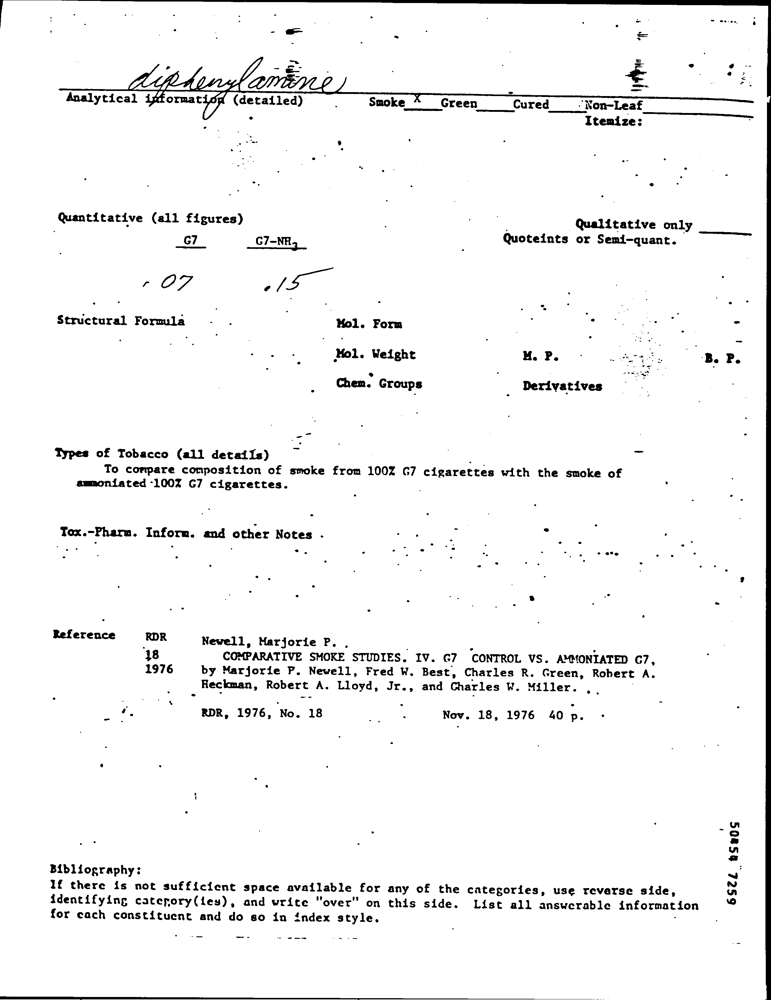 diphenylamine
Analytical information (detailed) Smoke X Green Cured Non-Leaf
Itemize:
Quantitative (all figures) Qualitative only
G7 G7-NH3 Quoteints or Semi-quant.
.07 .15
Structural Formula Mol. Form
Mol. Weight M. P. B. P.
Chem. Groups Derivatives
Types of Tobacco (all details)
To compare composition of smoke from 100% G7 cigarettes with the smoke of
ammoniated 100% G7 cigarettes.
Tox.-Pharm. Inform. and other Notes
Reference RDR Newell, Marjorie P.
18 COMPARATIVE SMOKE STUDIES. IV. G7 CONTROL VS. AMMONIATED G7,
1976 by Marjorie P. Newell, Fred W. Best, Charles R. Green, Robert A.
Heckman, Robert A. Lloyd, Jr., and Charles W. Miller.
RDR, 1976, No. 18 Nov. 18, 1976 40 p.
Bibliography:
If there is not sufficient space available for any of the categories, use reverse side,
identifying category(ies), and write "over" on this side. List all answerable information
for each constituent and do so in index style.
50854 7259